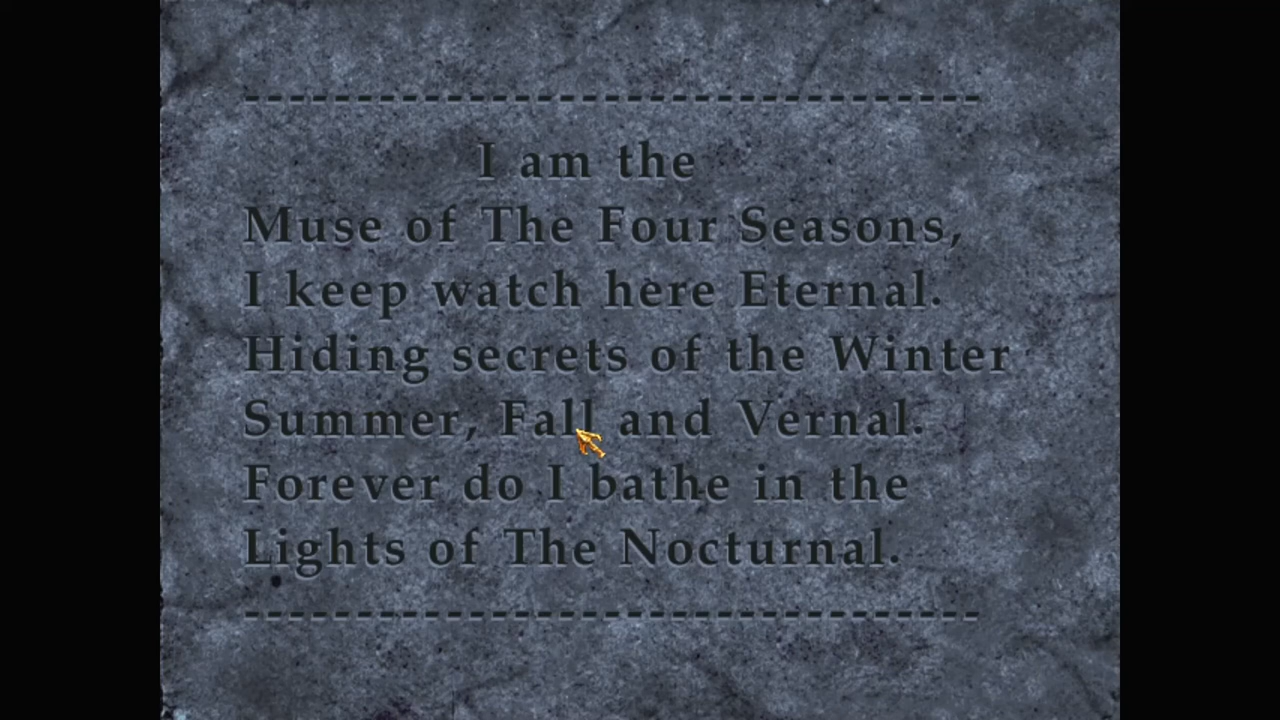 ---------------------------------
I am the
Muse of The Four Seasons,
I keep watch here Eternal.
Hiding secrets of the Winter
Summer, Fall and Vernal.
Forever do I bathe in the
Lights of The Nocturnal.
---------------------------------